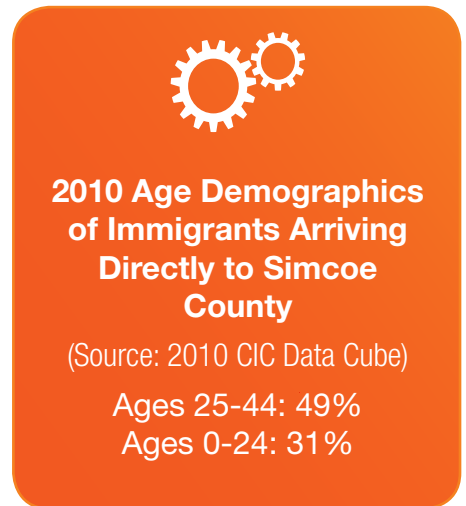 2010 Age Demographics
of Immigrants Arriving
Directly to Simcoe
County
(Source: 2010 CIC Data Cube)
Ages 25-44: 49%
Ages 0-24: 31%